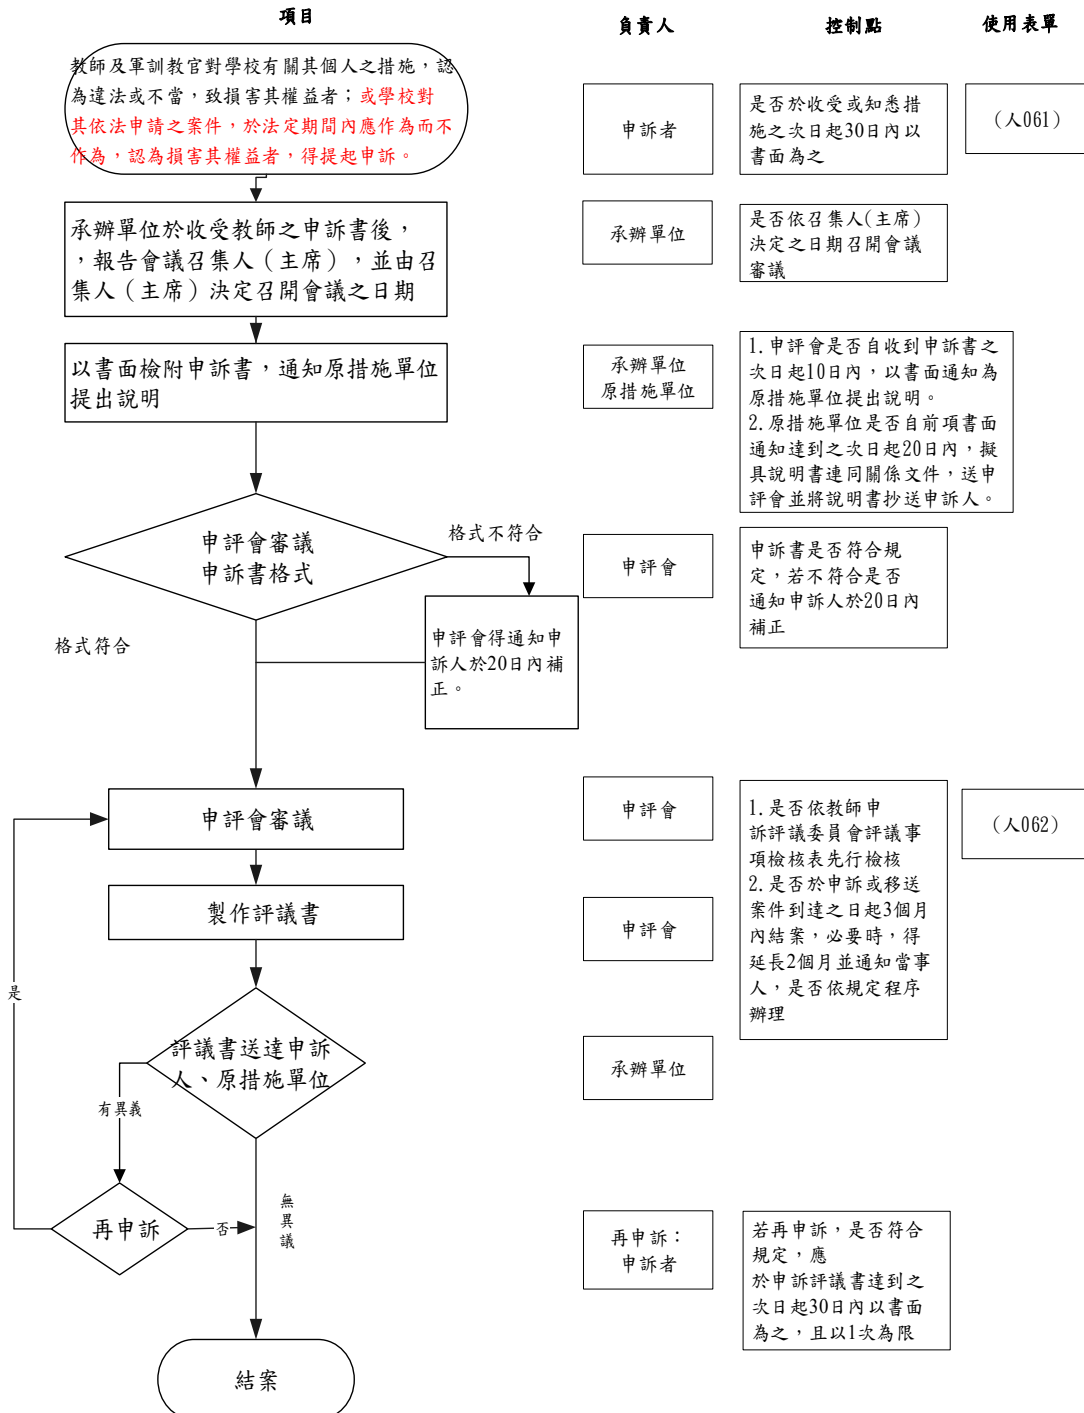 項目
負責人
控制點
使用表單
教師及軍訓教官對學校有關其個人之措施，認
為違法或不當，致損害其權益者；或學校對
其依法申請之案件，於法定期間內應作為而不
作為，認為損害其權益者，得提起申訴。
申訴者
是否於收受或知悉措
施之次日起30日內以
書面為之
（人061）
承辦單位於收受教師之申訴書後，
，報告會議召集人（主席），並由召
集人（主席）決定召開會議之日期
承辦單位
是否依召集人(主席)
決定之日期召開會議
審議
以書面檢附申訴書，通知原措施單位
提出說明
承辦單位
原措施單位
1.申評會是否自收到申訴書之
次日起10日內，以書面通知為
原措施單位提出說明。
2.原措施單位是否自前項書面
通知達到之次日起20日內，擬
具說明書連同關係文件，送申
評會並將說明書抄送申訴人。
申評會審議
申訴書格式
格式不符合
申評會
申訴書是否符合規
定，若不符合是否
通知申訴人於20日內
補正
格式符合
申評會得通知申
訴人於20日內補
正。
申評會審議
申評會
1.是否依教師申
訴評議委員會評議事
項檢核表先行檢核
2.是否於申訴或移送
案件到達之日起3個月
內結案，必要時，得
延長2個月並通知當事
人，是否依規定程序
辦理
（人062）
製作評議書
申評會
是
評議書送達申訴
人、原措施單位
承辦單位
有異義
無
異
議
再申訴
否
再申訴：
申訴者
若再申訴，是否符合
規定，應
於申訴評議書達到之
次日起30日內以書面
為之，且以1次為限
結案